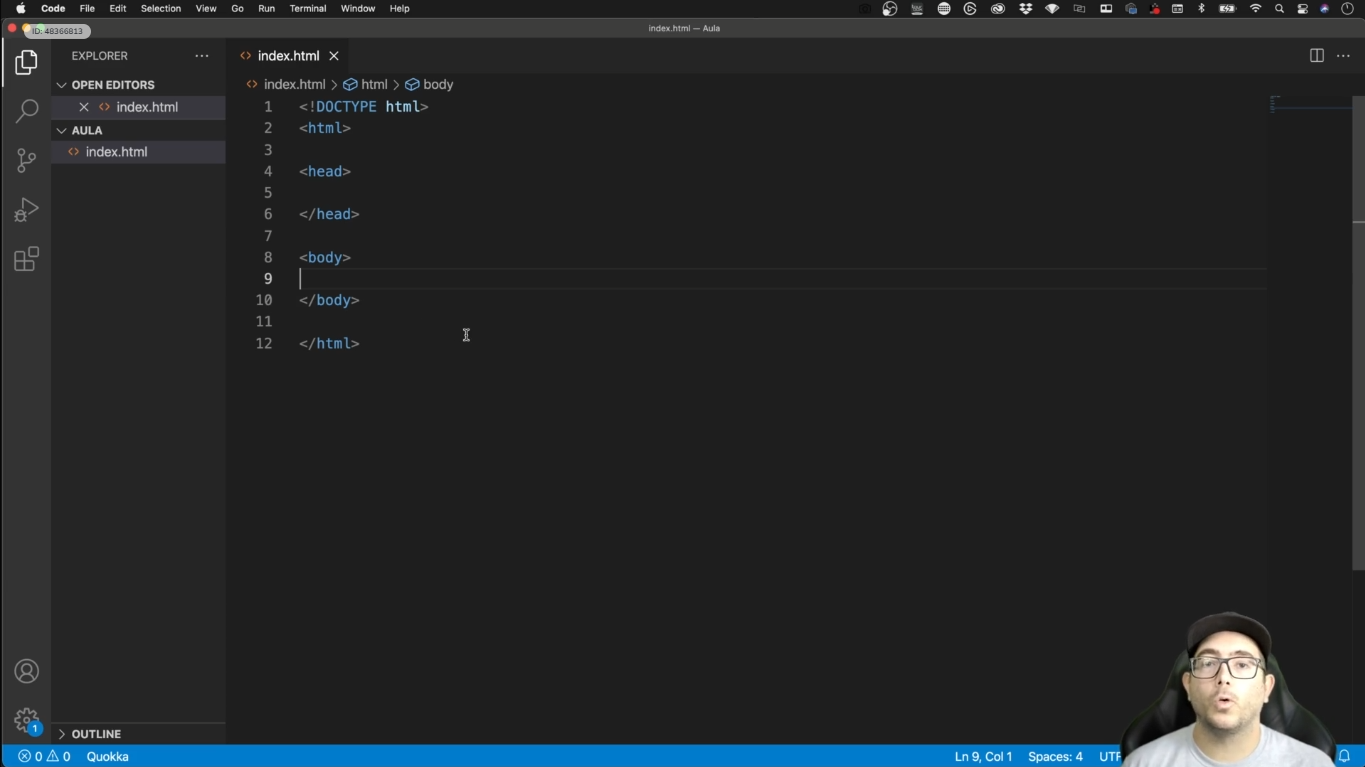 Code File Edit Selection View Go Run Terminal Window Help
ID: 48366813
index.html — Aula
EXPLORER
index.html
OPEN EDITORS
index.html
AULA
index.html
index.html > html > body
1 <!DOCTYPE html>
2 <html>
3
4 <head>
5
6 </head>
7
8 <body>
9
10 </body>
11
12 </html>
OUTLINE
1
0 0 Quokka
Ln 9, Col 1 Spaces: 4 UTF